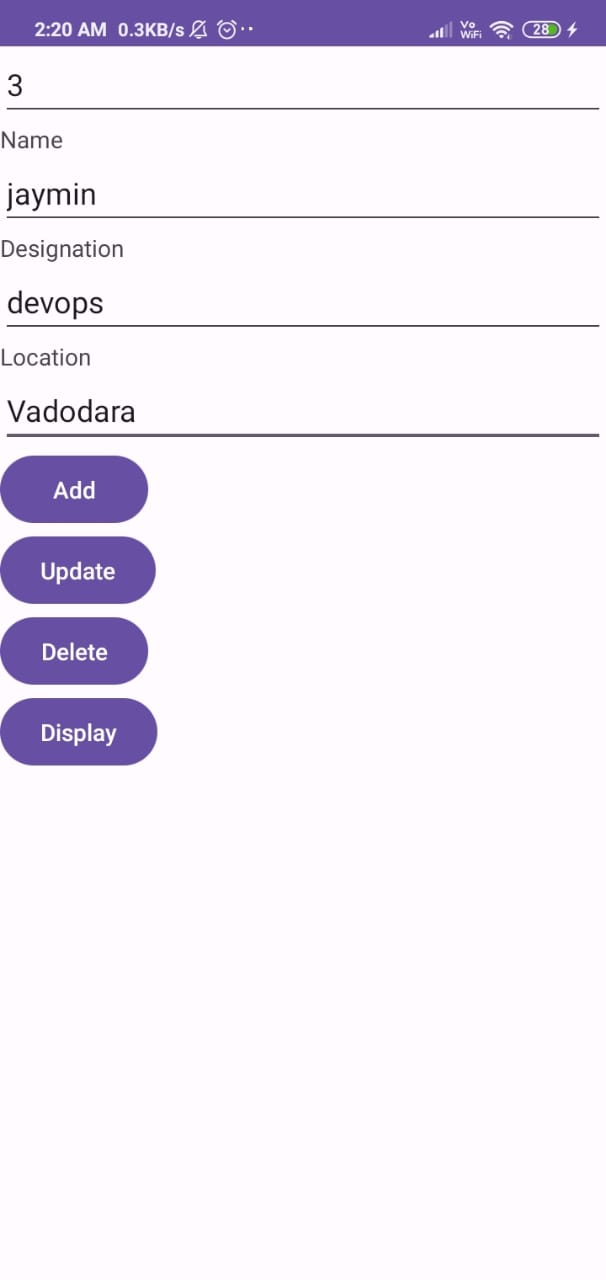 2:20 AM 0.3KB/s
Vo
WiFi
28
3
Name
jaymin
Designation
devops
Location
Vadodara
Add
Update
Delete
Display